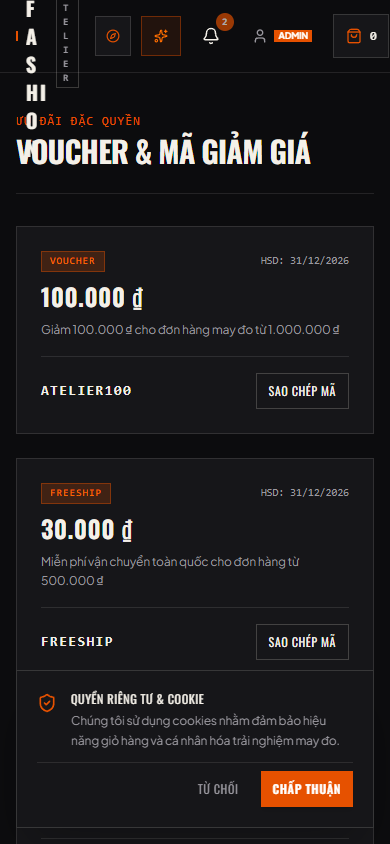 FASHION
TELIER
2
ADMIN
0
ƯU ĐÃI ĐẶC QUYỀN
VOUCHER & MÃ GIẢM GIÁ
VOUCHER
HSD: 31/12/2026
100.000 ₫
Giảm 100.000 ₫ cho đơn hàng may đo từ 1.000.000 ₫
ATELIER100
SAO CHÉP MÃ
FREESHIP
HSD: 31/12/2026
30.000 ₫
Miễn phí vận chuyển toàn quốc cho đơn hàng từ
500.000 ₫
FREESHIP
SAO CHÉP MÃ
QUYỀN RIÊNG TƯ & COOKIE
Chúng tôi sử dụng cookies nhằm đảm bảo hiệu
năng giỏ hàng và cá nhân hóa trải nghiệm may đo.
TỪ CHỐI
CHẤP THUẬN